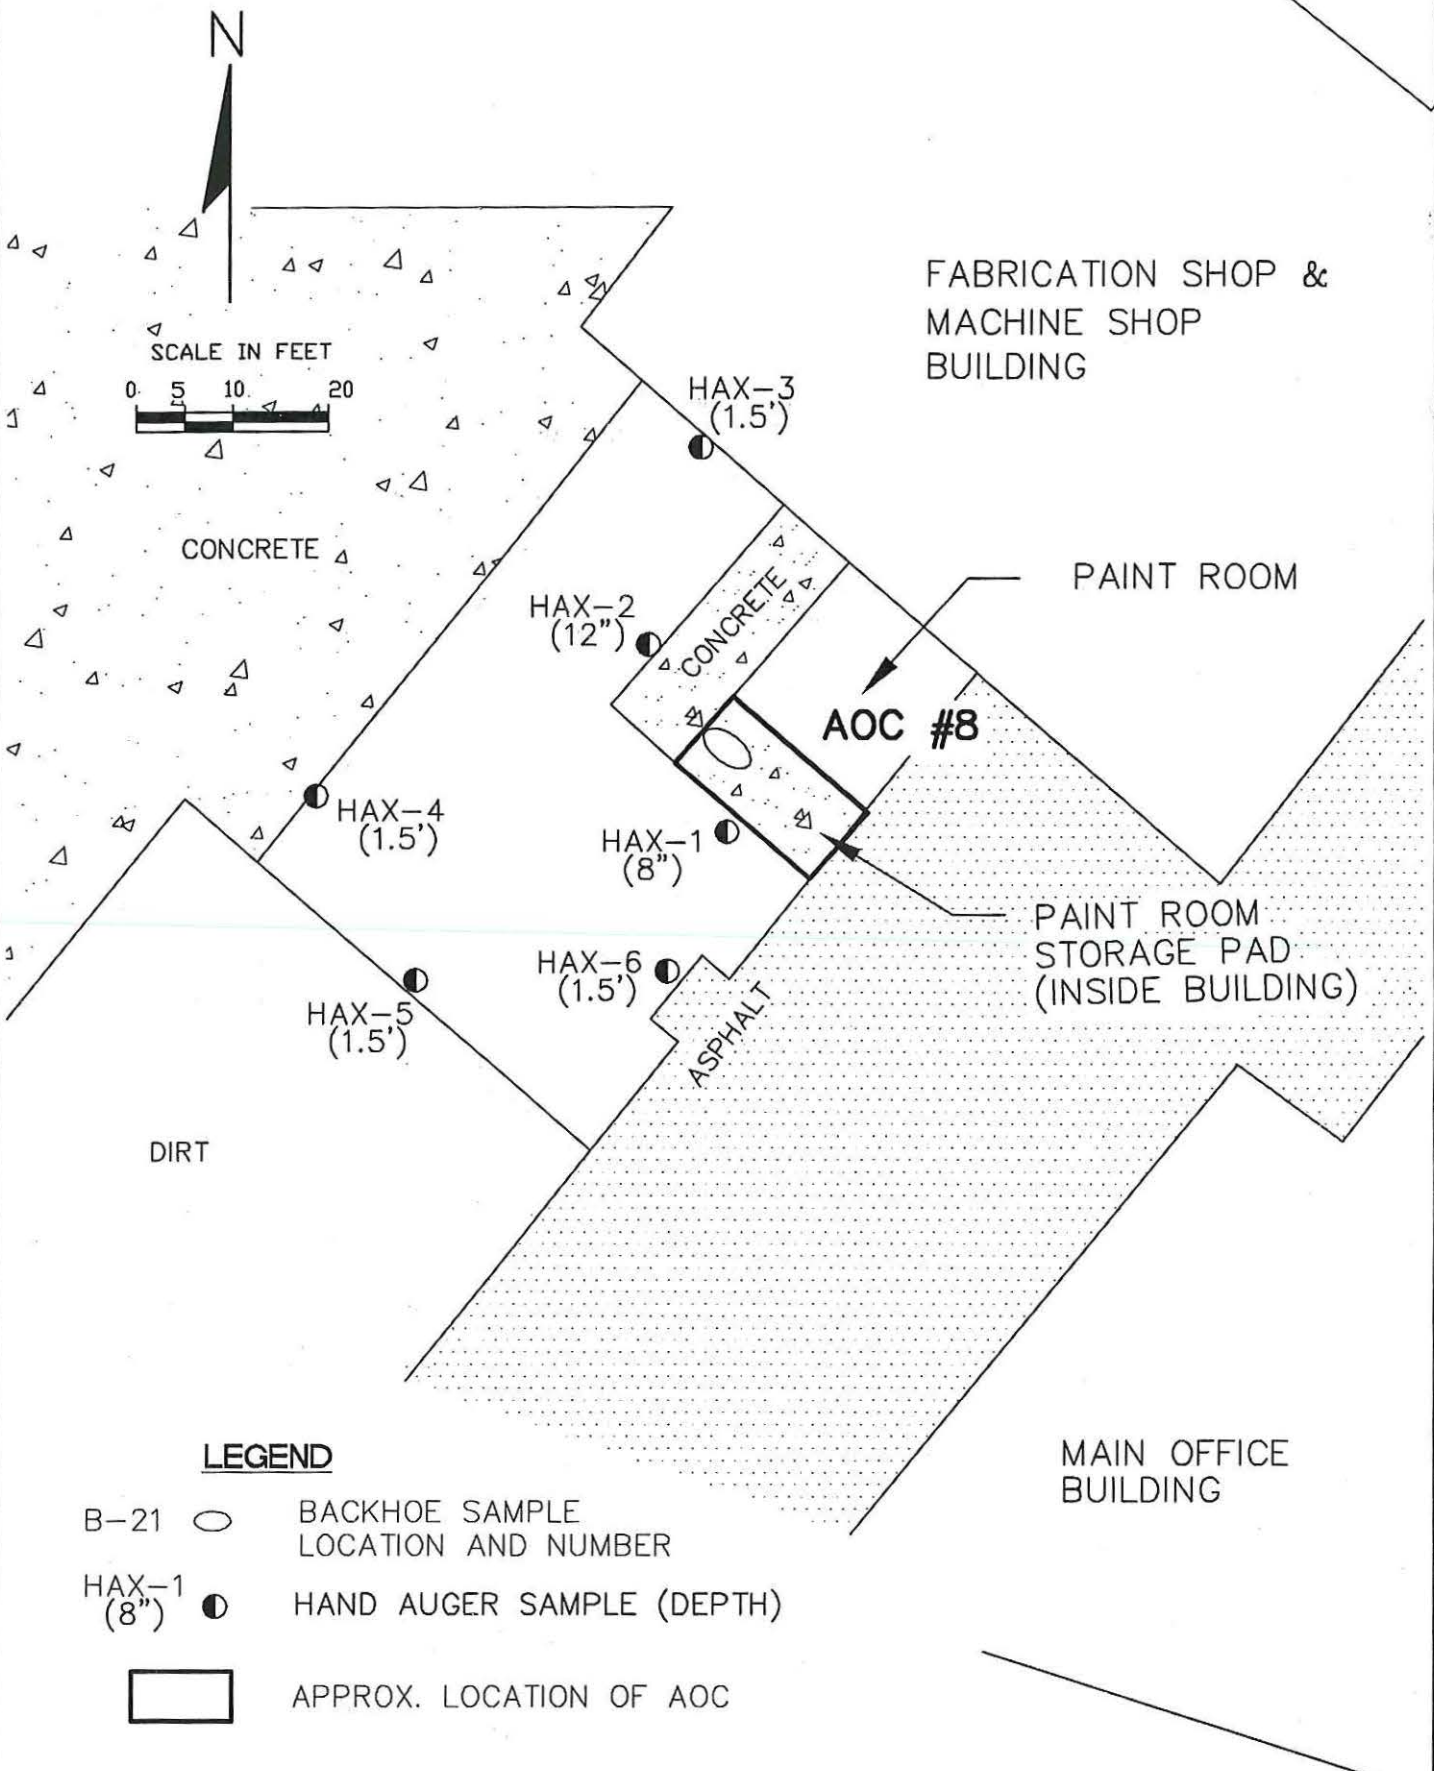 N
SCALE IN FEET
0 5 10 20
FABRICATION SHOP &
MACHINE SHOP
BUILDING
HAX-3
(1.5')
CONCRETE
PAINT ROOM
HAX-2
(12")
CONCRETE
AOC #8
HAX-4
(1.5')
HAX-1
(8")
PAINT ROOM
STORAGE PAD
(INSIDE BUILDING)
HAX-6
(1.5')
HAX-5
(1.5')
ASPHALT
DIRT
MAIN OFFICE
BUILDING
LEGEND
B-21 BACKHOE SAMPLE
LOCATION AND NUMBER
HAX-1
(8") HAND AUGER SAMPLE (DEPTH)
APPROX. LOCATION OF AOC